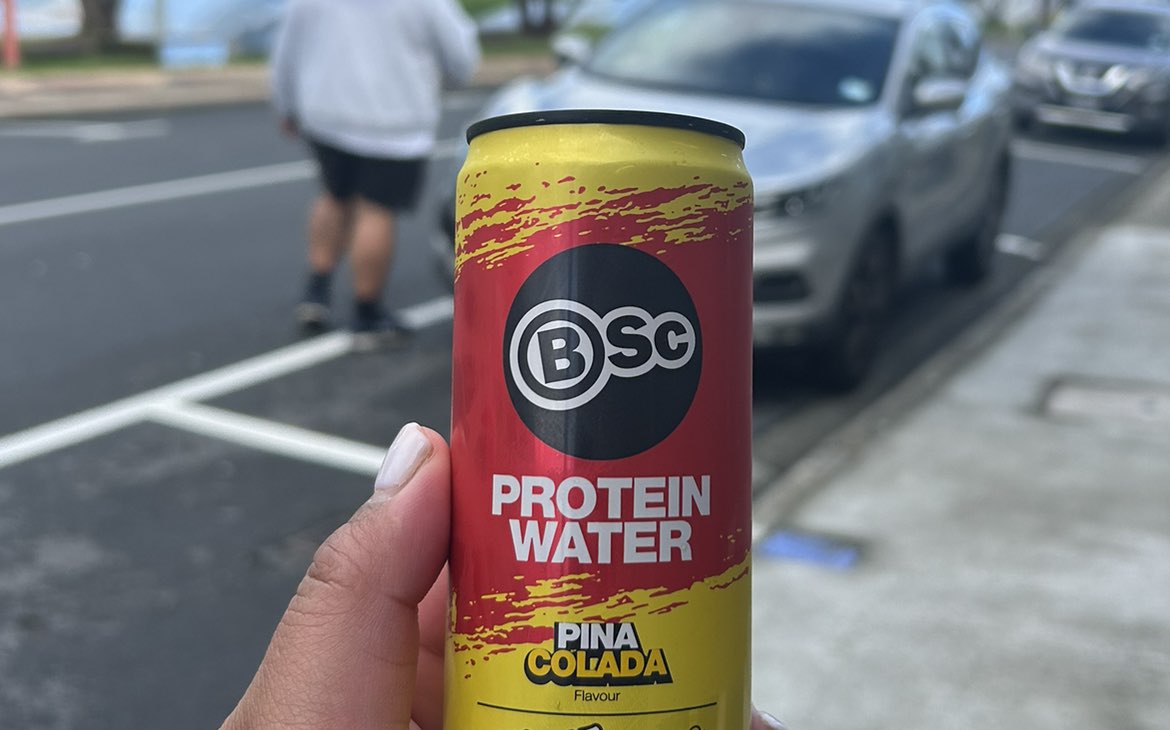 BSC
PROTEIN
WATER
PINA
COLADA
Flavour